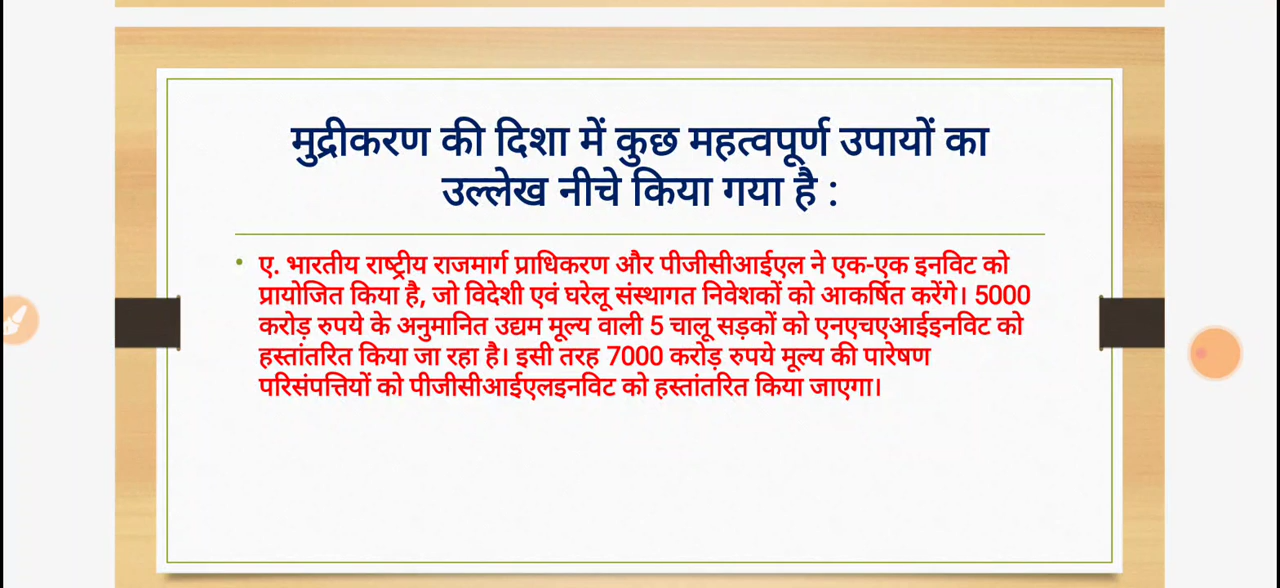 मुद्रीकरण की दिशा में कुछ महत्वपूर्ण उपायों का
उल्लेख नीचे किया गया है :
• ए. भारतीय राष्ट्रीय राजमार्ग प्राधिकरण और पीजीसीआईएल ने एक-एक इनविट को
प्रायोजित किया है, जो विदेशी एवं घरेलू संस्थागत निवेशकों को आकर्षित करेंगे। 5000
करोड़ रुपये के अनुमानित उद्यम मूल्य वाली 5 चालू सड़कों को एनएचएआईइनविट को
हस्तांतरित किया जा रहा है। इसी तरह 7000 करोड़ रुपये मूल्य की पारेषण
परिसंपत्तियों को पीजीसीआईएलइनविट को हस्तांतरित किया जाएगा।